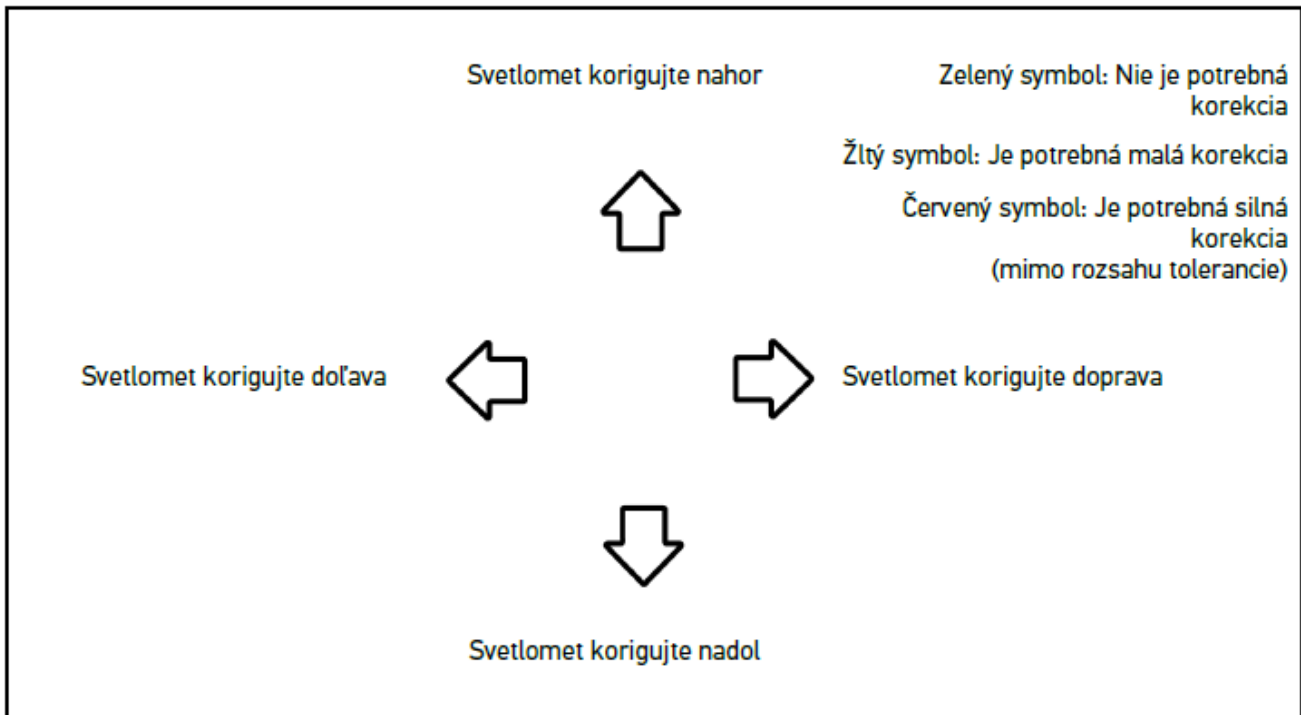 Svetlomet korigujte nahor
Zelený symbol: Nie je potrebná
korekcia
Žltý symbol: Je potrebná malá korekcia
Červený symbol: Je potrebná silná
korekcia
(mimo rozsahu tolerancie)
Svetlomet korigujte doľava
Svetlomet korigujte doprava
Svetlomet korigujte nadol